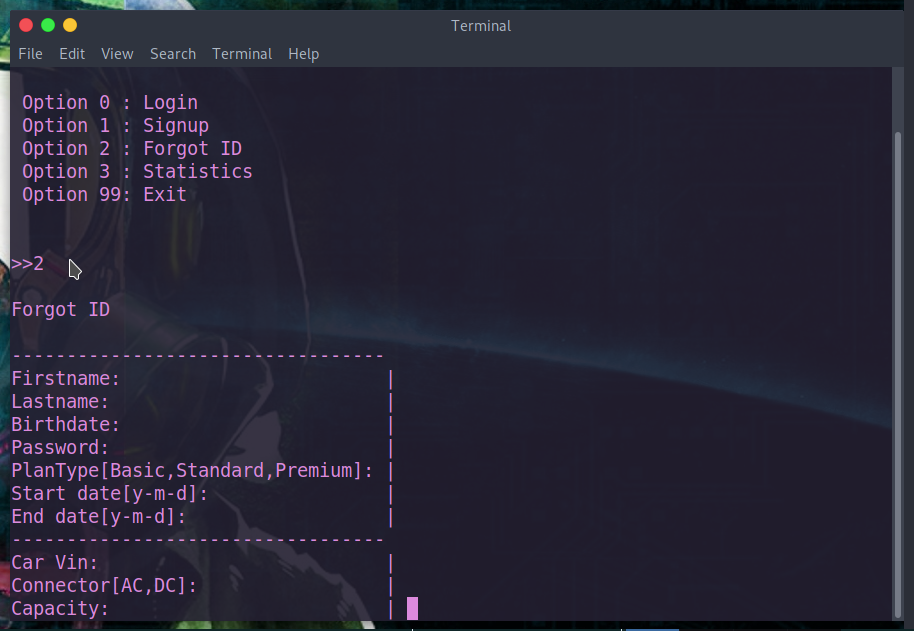 Terminal
File Edit View Search Terminal Help
Option 0 : Login
Option 1 : Signup
Option 2 : Forgot ID
Option 3 : Statistics
Option 99: Exit
>>2
Forgot ID
----------------------------------
Firstname: |
Lastname: |
Birthdate: |
Password: |
PlanType[Basic,Standard,Premium]: |
Start date[y-m-d]: |
End date[y-m-d]: |
----------------------------------
Car Vin: |
Connector[AC,DC]: |
Capacity: |